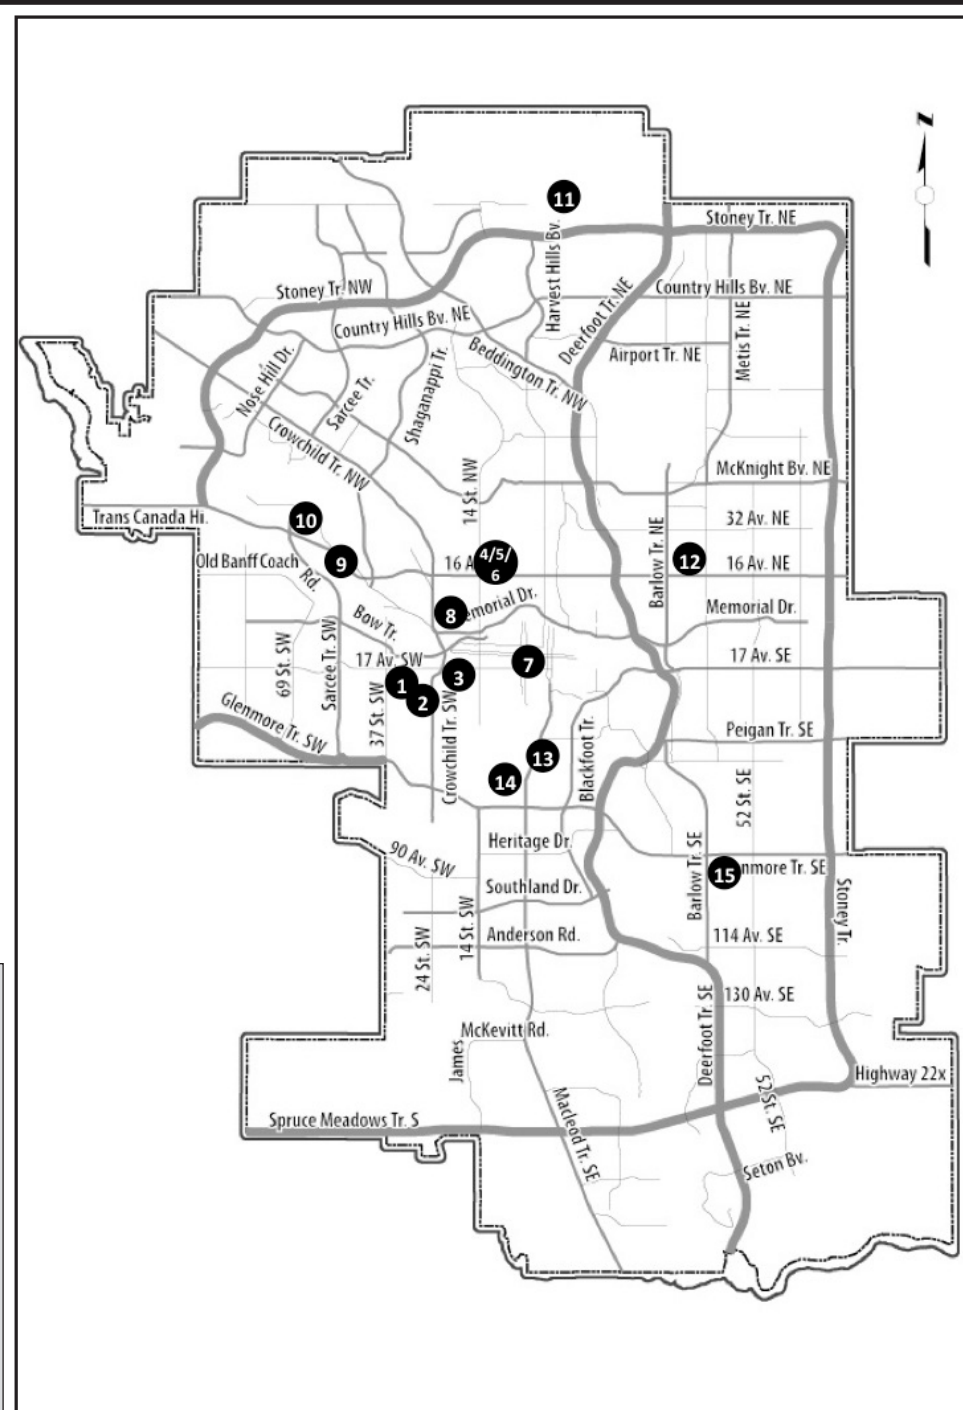 N
11
Stoney Tr. NE
Harvest Hills Bv.
Deerfoot Tr. NE
Stoney Tr. NW
Country Hills Bv. NE
Country Hills Bv. NE
Metis Tr. NE
Airport Tr. NE
Beddington Tr. NW
Nose Hill Dr.
Sarcee Tr.
Shaganappi Tr.
Crowchild Tr. NW
McKnight Bv. NE
14 St. NW
Trans Canada Hi.
10
32 Av. NE
Barlow Tr. NE
Old Banff Coach
Rd.
9
16 A
4/5/
6
12
16 Av. NE
8
emorial Dr.
Memorial Dr.
Bow Tr.
69 St. SW
Sarcee Tr. SW
17 Av. SW
7
17 Av. SE
1
2
3
37 St. SW
Glenmore Tr. SW
Crowchild Tr. SW
Blackfoot Tr.
Peigan Tr. SE
13
14
52 St. SE
Heritage Dr.
90 Av. SW
Barlow Tr. SE
15
nmore Tr. SE
Southland Dr.
Stoney Tr.
14 St. SW
24 St. SW
Anderson Rd.
114 Av. SE
Deerfoot Tr. SE
130 Av. SE
James
McKevitt Rd.
Highway 22x
52 St. SE
Macleod Tr. SE
Spruce Meadows Tr. S
Seton Bv.